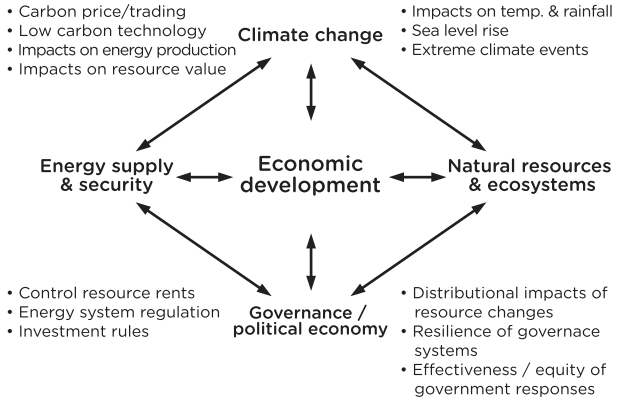 • Carbon price/trading
• Low carbon technology
• Impacts on energy production
• Impacts on resource value
Climate change
• Impacts on temp. & rainfall
• Sea level rise
• Extreme climate events
Energy supply
& security
Economic
development
Natural resources
& ecosystems
• Control resource rents
• Energy system regulation
• Investment rules
Governance /
political economy
• Distributional impacts of
resource changes
• Resilience of governace
systems
• Effectiveness / equity of
government responses